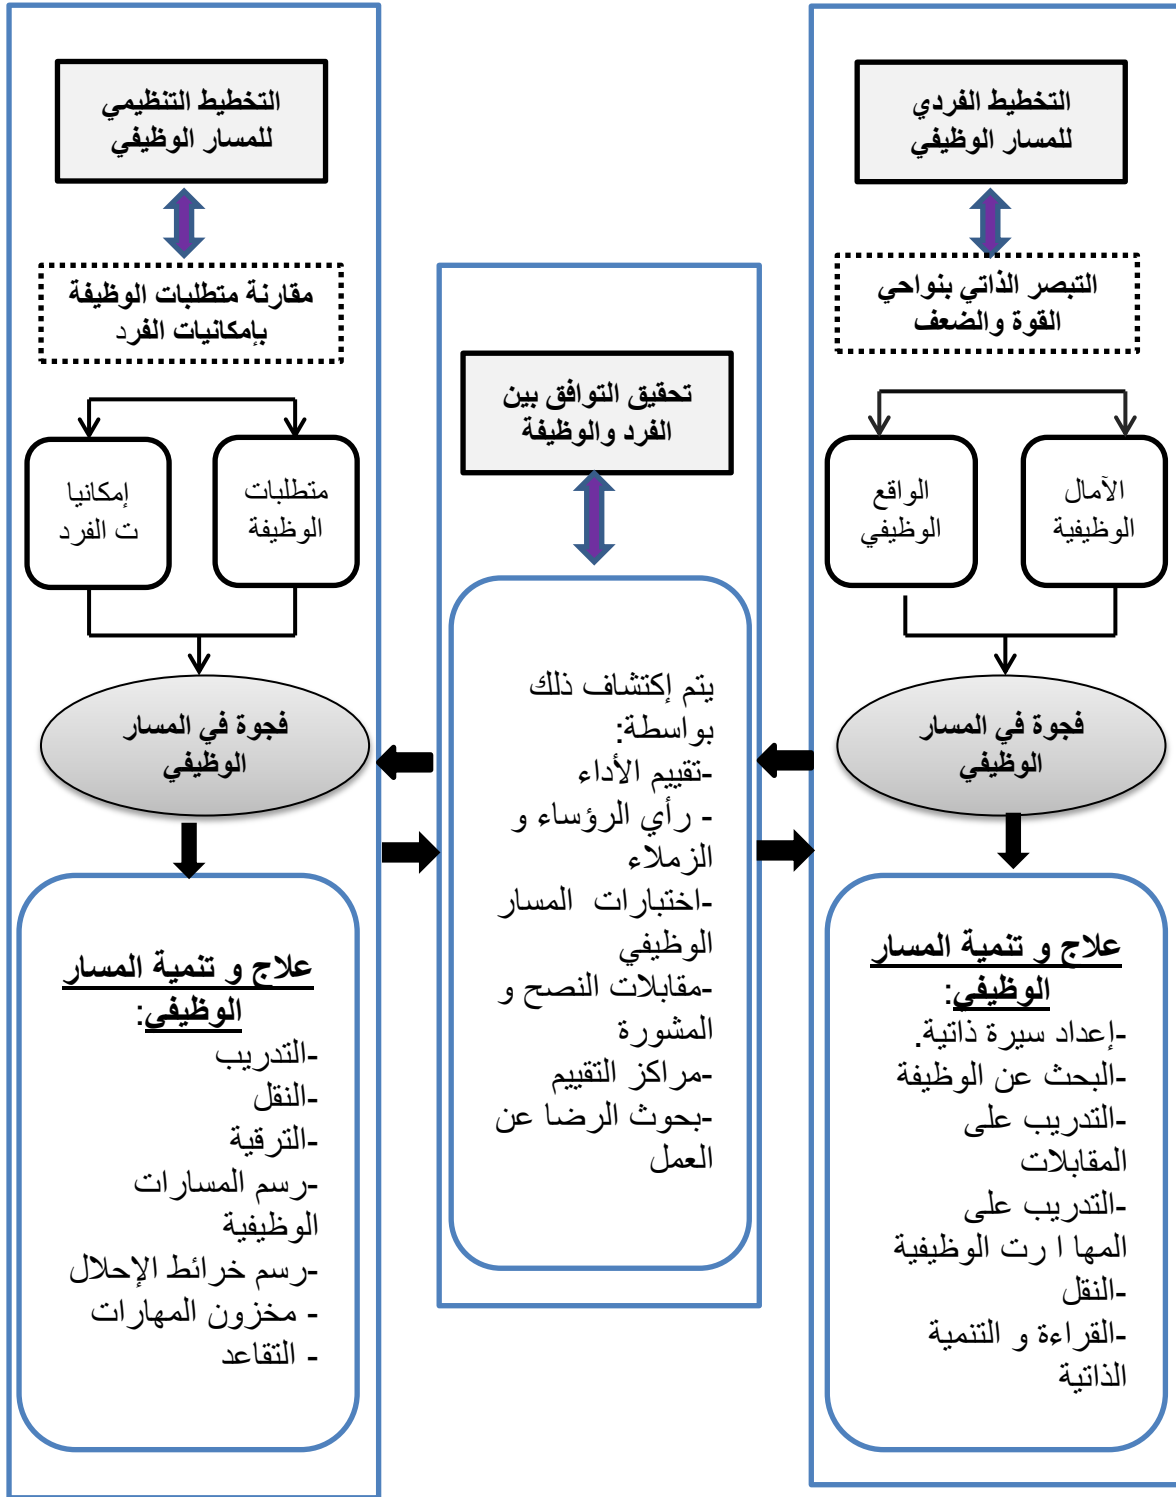 التخطيط الفردي
للمسار الوظيفي
التبصر الذاتي بنواحي
القوة والضعف
الآمال
الوظيفية
الواقع
الوظيفي
فجوة في المسار
الوظيفي
علاج و تنمية المسار
الوظيفي:
-إعداد سيرة ذاتية.
-البحث عن الوظيفة
-التدريب على
المقابلات
-التدريب على
المها ا رت الوظيفية
-النقل
-القراءة و التنمية
الذاتية
تحقيق التوافق بين
الفرد والوظيفة
يتم إكتشاف ذلك
بواسطة:
-تقييم الأداء
- رأي الرؤساء و
الزملاء
-اختبارات المسار
الوظيفي
-مقابلات النصح و
المشورة
-مراكز التقييم
-بحوث الرضا عن
العمل
التخطيط التنظيمي
للمسار الوظيفي
مقارنة متطلبات الوظيفة
بإمكانيات الفرد
متطلبات
الوظيفة
إمكانيا
ت الفرد
فجوة في المسار
الوظيفي
علاج و تنمية المسار
الوظيفي:
-التدريب
-النقل
-الترقية
-رسم المسارات
الوظيفية
-رسم خرائط الإحلال
- مخزون المهارات
- التقاعد